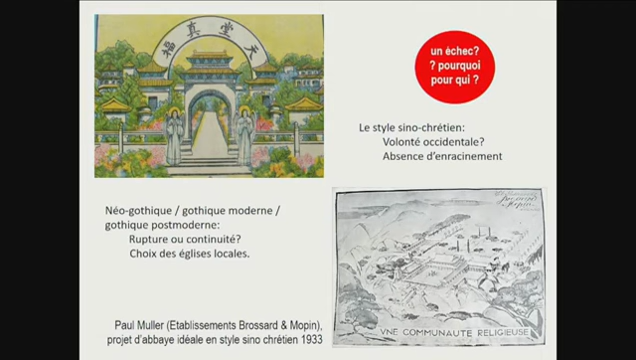 福真堂天
un échec?
? pourquoi
pour qui ?
Le style sino-chrétien:
Volonté occidentale?
Absence d'enracinement
Néo-gothique / gothique moderne /
gothique postmoderne:
Rupture ou continuité?
Choix des églises locales.
VNE COMMUNAUTE RELIGIEUSE
Paul Muller (Etablissements Brossard & Mopin),
projet d'abbaye idéale en style sino chrétien 1933